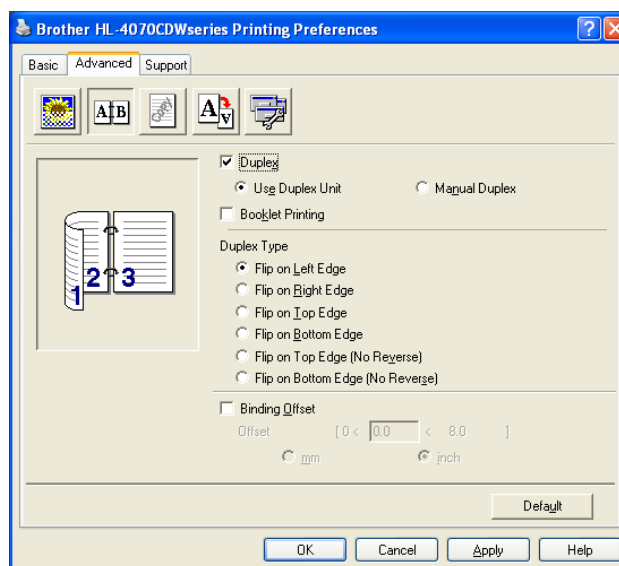 Brother HL-4070CDWseries Printing Preferences
Basic Advanced Support
A B
A
Duplex
Use Duplex Unit Manual Duplex
Booklet Printing
Duplex Type
Flip on Left Edge
Flip on Right Edge
Flip on Top Edge
Flip on Bottom Edge
Flip on Top Edge (No Reverse)
Flip on Bottom Edge (No Reverse)
1 2 3
Binding Offset
Offset [ 0 < 0.0 < 8.0 ]
mm inch
Default
OK Cancel Apply Help